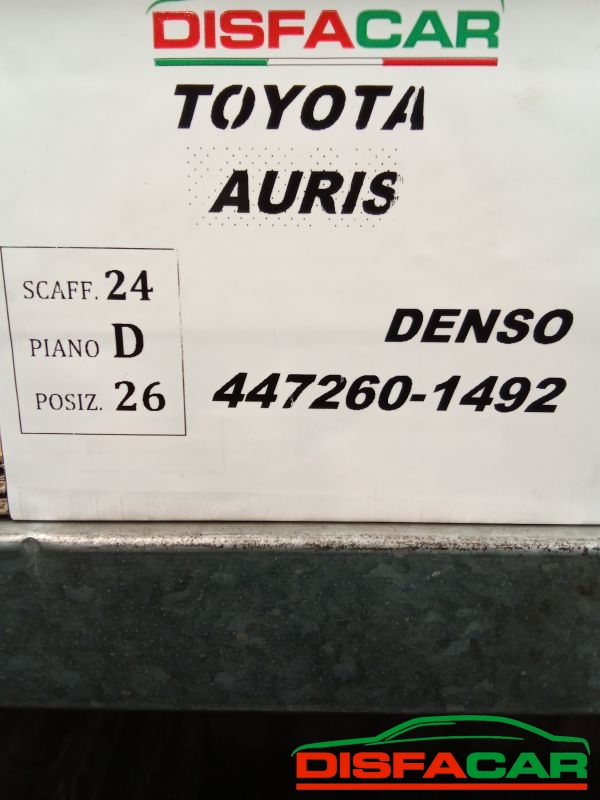 DISFACAR
TOYOTA
AURIS
SCAFF. 24
PIANO D
POSIZ. 26
DENSO
447260-1492
DISFACAR